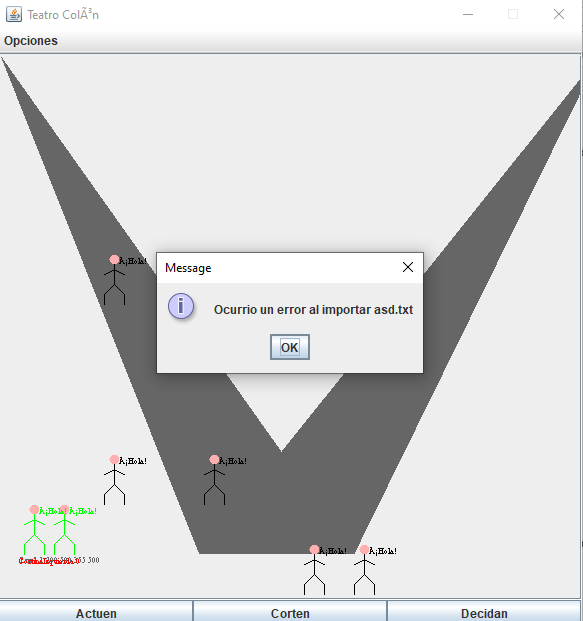 Teatro ColÃ³n
Opciones
Â¡Hola!
Message
Ocurrio un error al importar asd.txt
OK
Â¡Hola!
Â¡Hola!
Â¡Hola!
Â¡Hola!
500
Â¡Hola!
Â¡Hola!
Actuen
Corten
Decidan